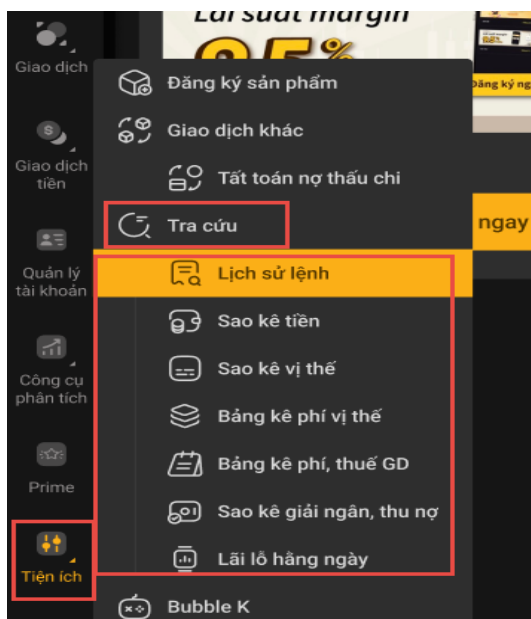 Lãi suất margin
Giao dịch
Đăng ký sản phẩm
Giao dịch khác
Giao dịch
tiền
Tất toán nợ thấu chi
Tra cứu
ngay
Quản lý
tài khoản
Lịch sử lệnh
Sao kê tiền
Sao kê vị thế
Công cụ
phân tích
Bảng kê phí vị thế
Bảng kê phí, thuế GD
Prime
Sao kê giải ngân, thu nợ
Tiện ích
Lãi lỗ hằng ngày
Bubble K